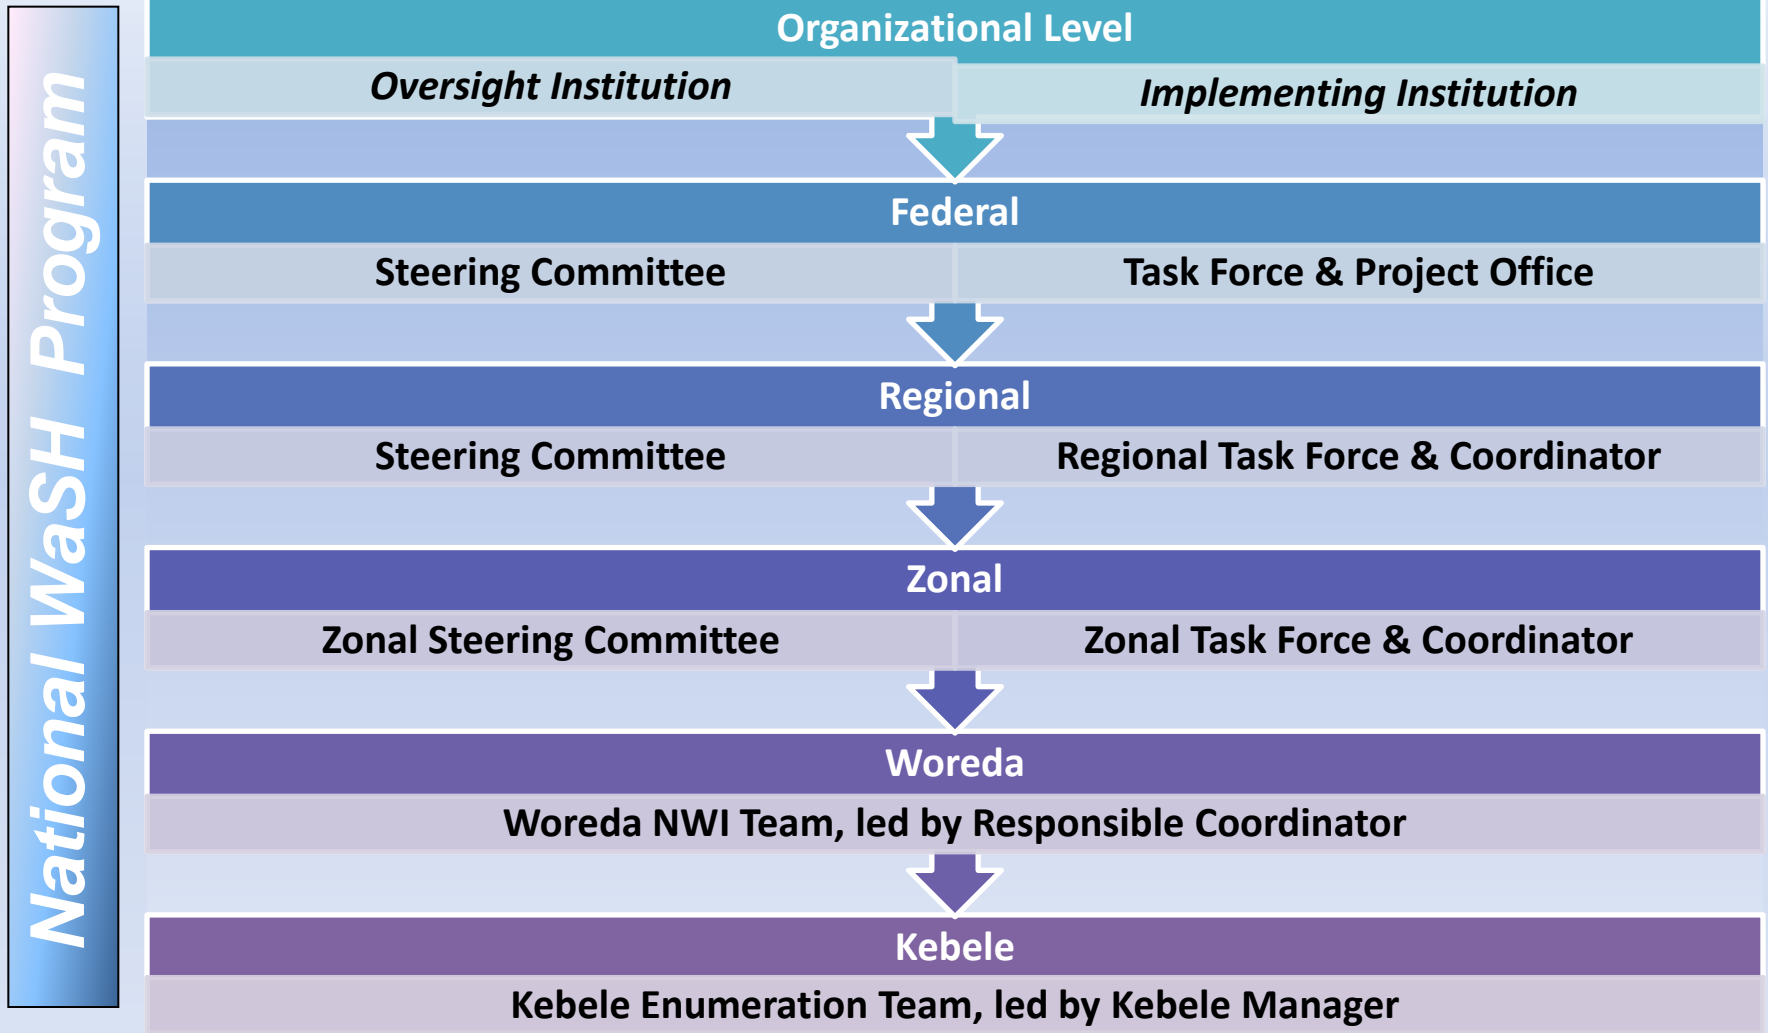 National WaSH Program
Organizational Level
Oversight Institution
Implementing Institution
Federal
Steering Committee
Task Force & Project Office
Regional
Steering Committee
Regional Task Force & Coordinator
Zonal
Zonal Steering Committee
Zonal Task Force & Coordinator
Woreda
Woreda NWI Team, led by Responsible Coordinator
Kebele
Kebele Enumeration Team, led by Kebele Manager